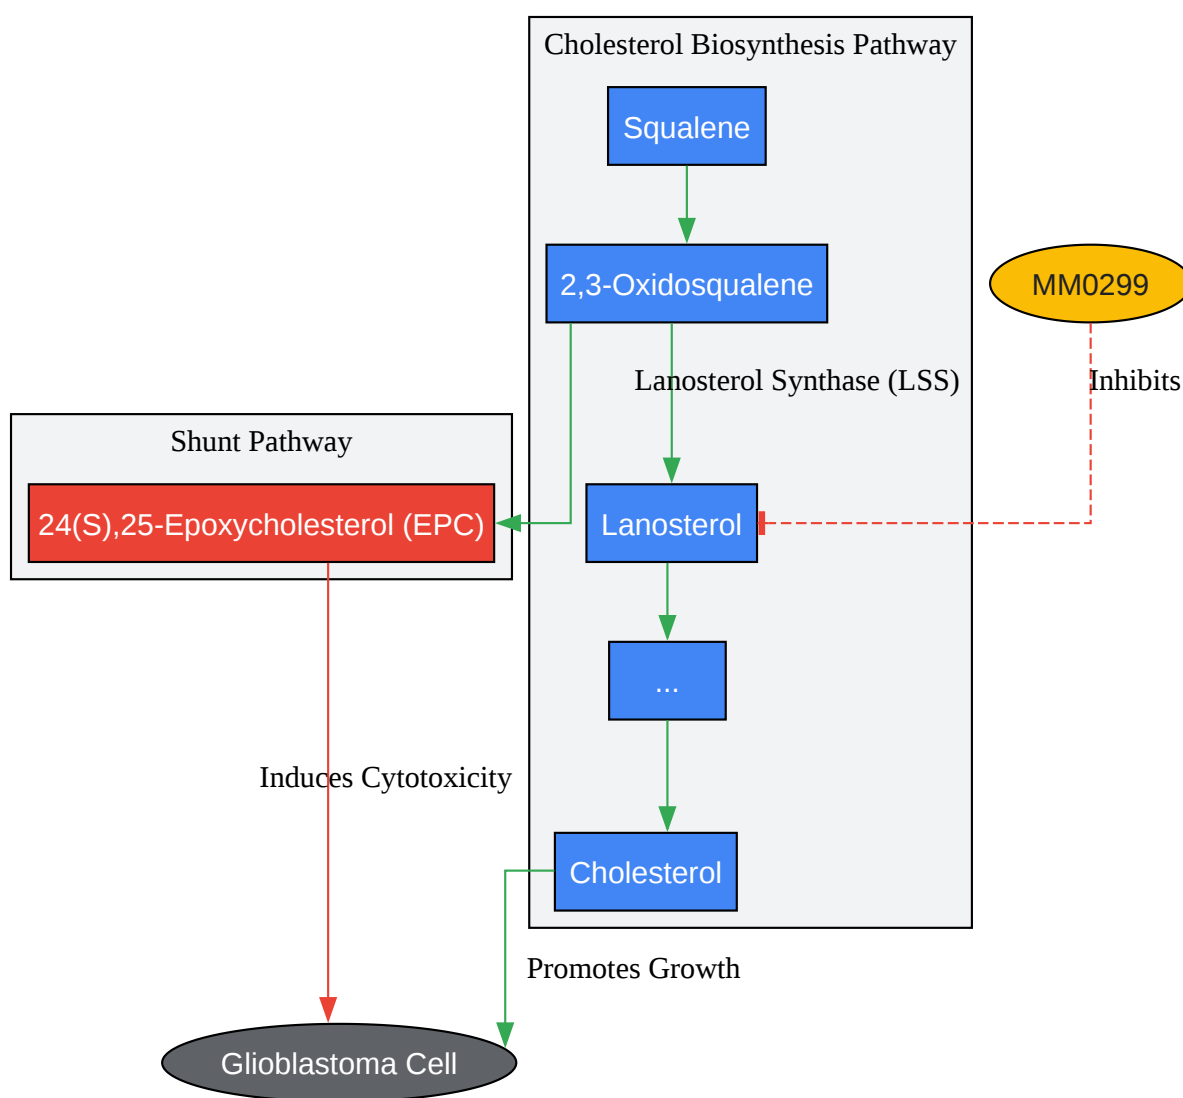 Cholesterol Biosynthesis Pathway
Squalene
2,3-Oxidosqualene
MM0299
Lanosterol Synthase (LSS)
Inhibits
Shunt Pathway
24(S),25-Epoxycholesterol (EPC)
Lanosterol
...
Induces Cytotoxicity
Cholesterol
Promotes Growth
Glioblastoma Cell